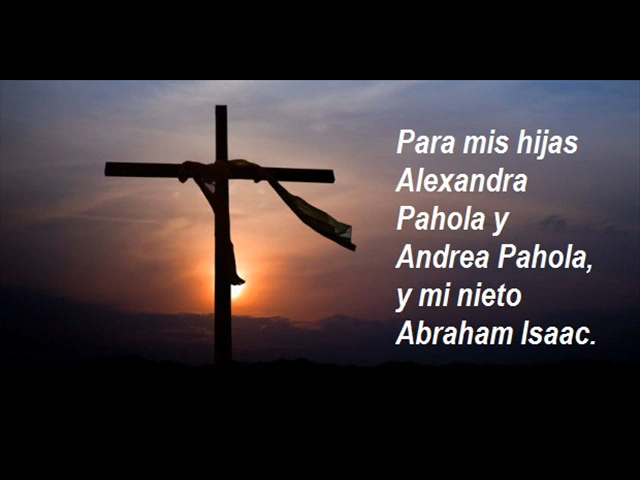 Para mis hijas
Alexandra
Pahola y
Andrea Pahola,
y mi nieto
Abraham Isaac.